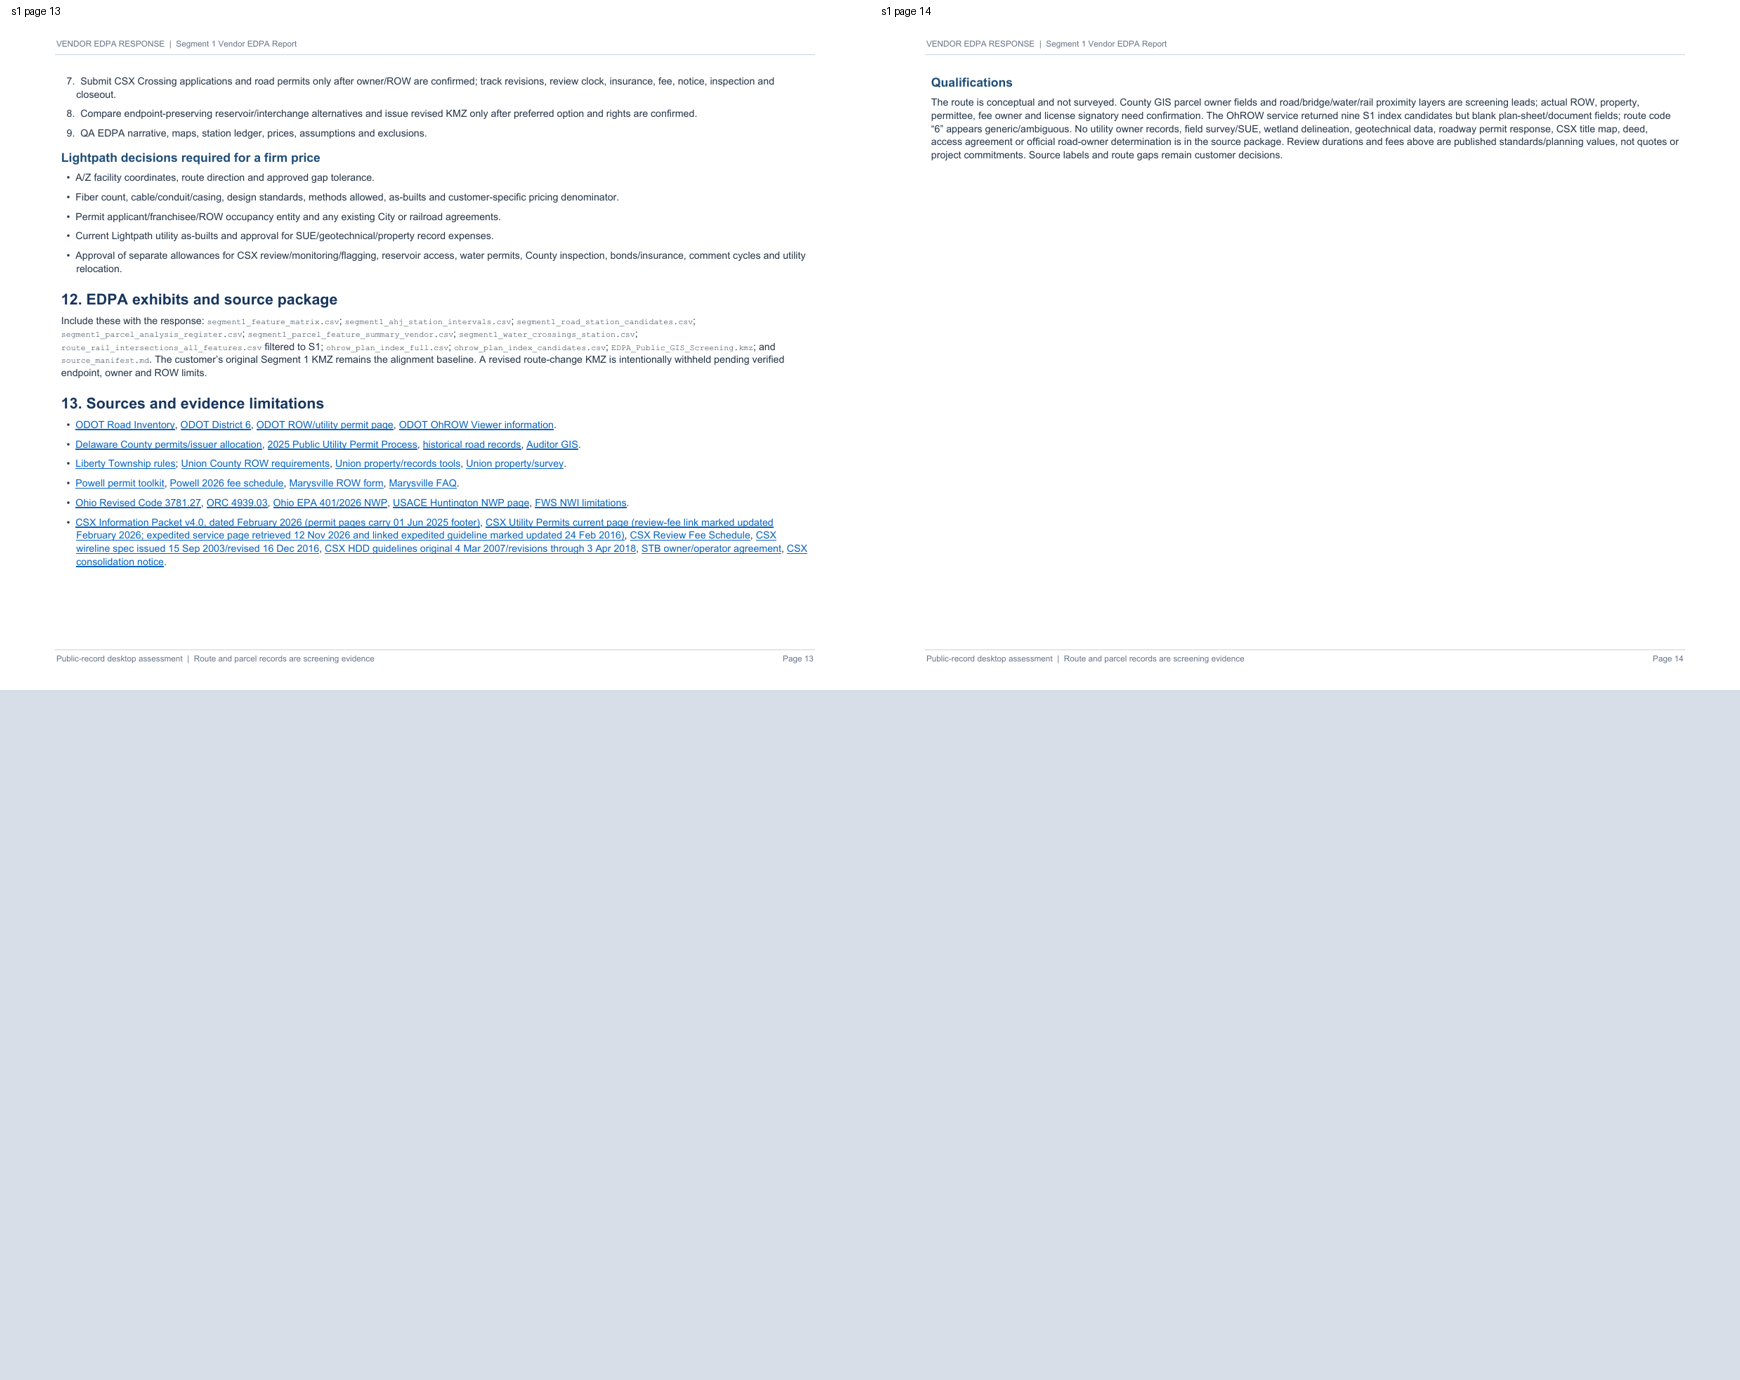 s1 page 13
VENDOR EDPA RESPONSE | Segment 1 Vendor EDPA Report
7. Submit CSX Crossing applications and road permits only after owner/ROW are confirmed; track revisions, review clock, insurance, fee, notice, inspection and
closeout.
8. Compare endpoint-preserving reservoir/interchange alternatives and issue revised KMZ only after preferred option and rights are confirmed.
9. QA EDPA narrative, maps, station ledger, prices, assumptions and exclusions.
Lightpath decisions required for a firm price
• A/Z facility coordinates, route direction and approved gap tolerance.
• Fiber count, cable/conduit/casing, design standards, methods allowed, as-builts and customer-specific pricing denominator.
• Permit applicant/franchisee/ROW occupancy entity and any existing City or railroad agreements.
• Current Lightpath utility as-builts and approval for SUE/geotechnical/property record expenses.
• Approval of separate allowances for CSX review/monitoring/flagging, reservoir access, water permits, County inspection, bonds/insurance, comment cycles and utility
relocation.
12. EDPA exhibits and source package
Include these with the response: segment1_feature_matrix.csv; segment1_ahj_station_intervals.csv; segment1_road_station_candidates.csv;
segment1_parcel_analysis_register.csv; segment1_parcel_feature_summary_vendor.csv; segment1_water_crossings_station.csv;
route_rail_intersections_all_features.csv filtered to S1; ohrow_plan_index_full.csv; ohrow_plan_index_candidates.csv; EDPA_Public_GIS_Screening.kmz; and
source_manifest.md. The customer's original Segment 1 KMZ remains the alignment baseline. A revised route-change KMZ is intentionally withheld pending verified
endpoint, owner and ROW limits.
13. Sources and evidence limitations
• ODOT Road Inventory, ODOT District 6, ODOT ROW/utility permit page, ODOT OhROW Viewer information.
• Delaware County permits/issuer allocation, 2025 Public Utility Permit Process, historical road records, Auditor GIS.
• Liberty Township rules; Union County ROW requirements, Union property/records tools, Union property/survey.
• Powell permit toolkit, Powell 2026 fee schedule, Marysville ROW form, Marysville FAQ.
• Ohio Revised Code 3781.27, ORC 4939.03, Ohio EPA 401/2026 NWP, USACE Huntington NWP page, FWS NWI limitations.
• CSX Information Packet v4.0, dated February 2026 (permit pages carry 01 Jun 2025 footer), CSX Utility Permits current page (review-fee link marked updated
February 2026; expedited service page retrieved 12 Nov 2026 and linked expedited guideline marked updated 24 Feb 2016), CSX Review Fee Schedule, CSX
wireline spec issued 15 Sep 2003/revised 16 Dec 2016, CSX HDD guidelines original 4 Mar 2007/revisions through 3 Apr 2018, STB owner/operator agreement, CSX
consolidation notice.
Public-record desktop assessment | Route and parcel records are screening evidence
Page 13
s1 page 14
VENDOR EDPA RESPONSE | Segment 1 Vendor EDPA Report
Qualifications
The route is conceptual and not surveyed. County GIS parcel owner fields and road/bridge/water/rail proximity layers are screening leads; actual ROW, property,
permittee, fee owner and license signatory need confirmation. The OhROW service returned nine S1 index candidates but blank plan-sheet/document fields; route code
“6” appears generic/ambiguous. No utility owner records, field survey/SUE, wetland delineation, geotechnical data, roadway permit response, CSX title map, deed,
access agreement or official road-owner determination is in the source package. Review durations and fees above are published standards/planning values, not quotes or
project commitments. Source labels and route gaps remain customer decisions.
Public-record desktop assessment | Route and parcel records are screening evidence
Page 14